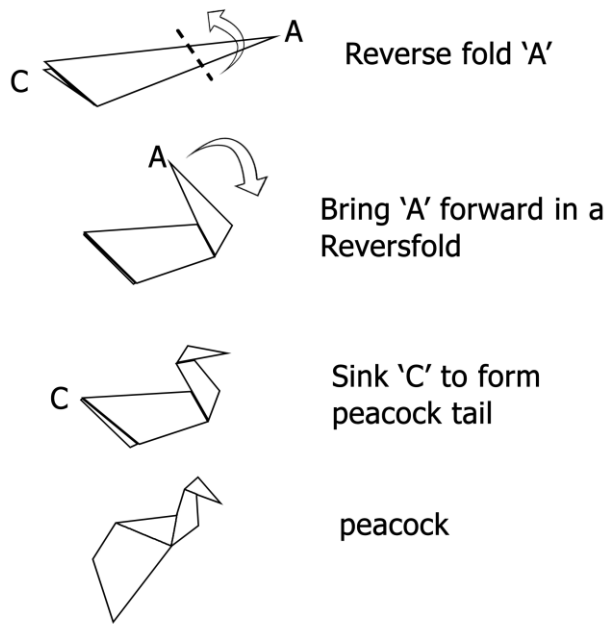 A
Reverse fold ‘A’
C
A
Bring ‘A’ forward in a
Reversfold
C
Sink ‘C’ to form
peacock tail
peacock